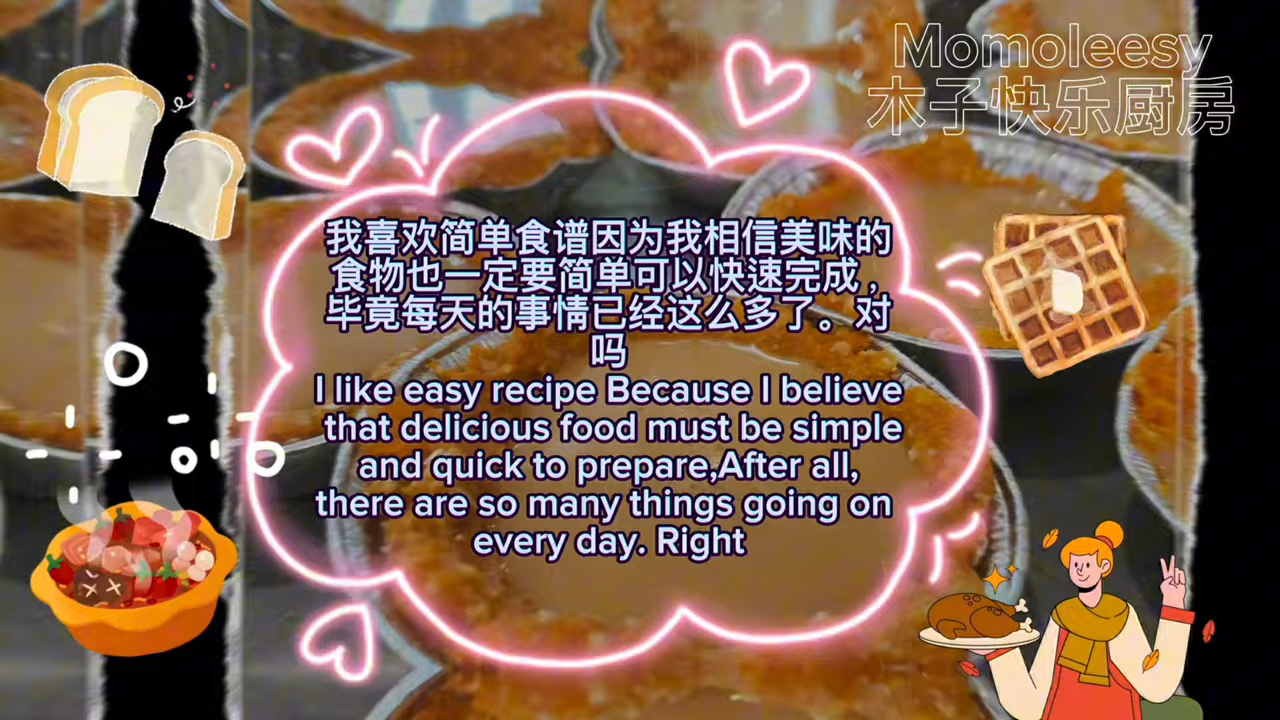 Momoleesy
木子快乐厨房
我喜欢简单食谱因为我相信美味的
食物也一定要简单可以快速完成，
毕竟每天的事情已经这么多了。对
吗
I like easy recipe Because I believe
that delicious food must be simple
and quick to prepare,After all,
there are so many things going on
every day. Right